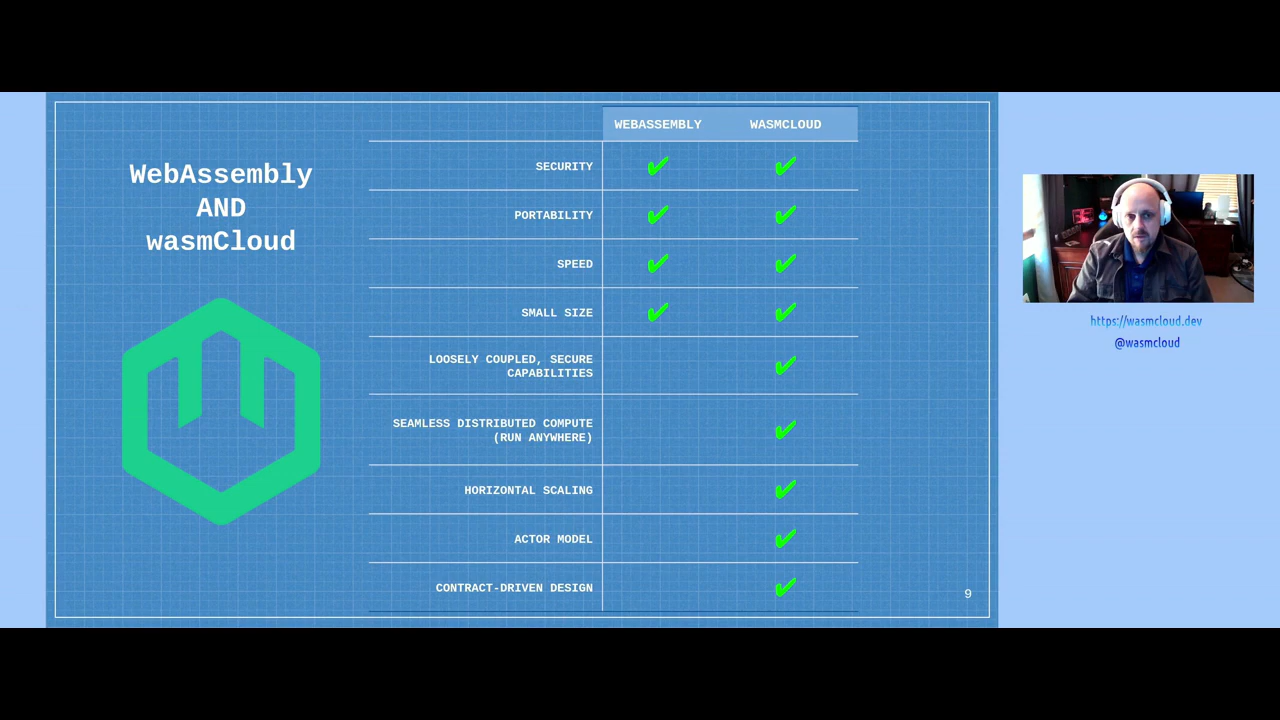 WebAssembly
AND
wasmCloud
WEBASSEMBLY WASMCLOUD
SECURITY ✔ ✔
PORTABILITY ✔ ✔
SPEED ✔ ✔
SMALL SIZE ✔ ✔
LOOSELY COUPLED, SECURE
CAPABILITIES ✔
SEAMLESS DISTRIBUTED COMPUTE
(RUN ANYWHERE) ✔
HORIZONTAL SCALING ✔
ACTOR MODEL ✔
CONTRACT-DRIVEN DESIGN ✔
9
https://wasmcloud.dev
@wasmcloud